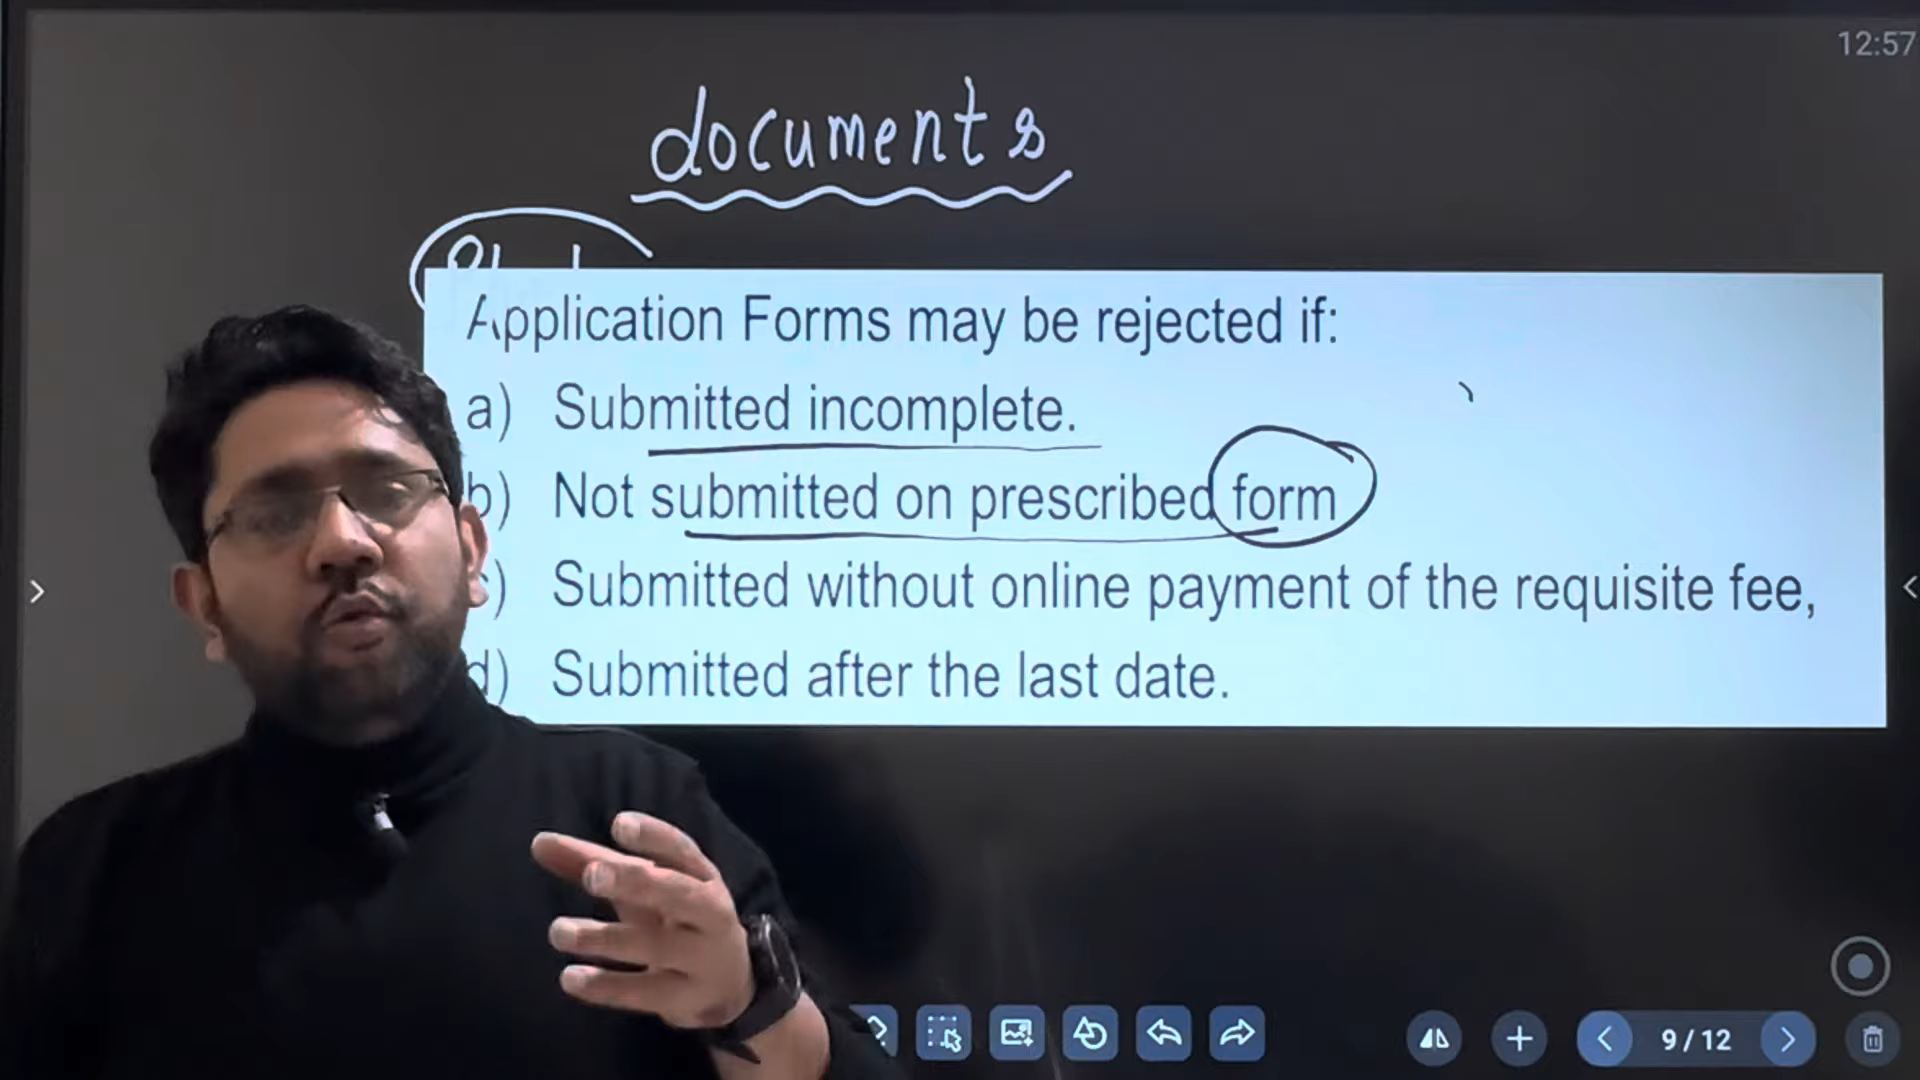 12:57
documents
Application Forms may be rejected if:
a) Submitted incomplete.
b) Not submitted on prescribed form
c) Submitted without online payment of the requisite fee,
d) Submitted after the last date.
9/12